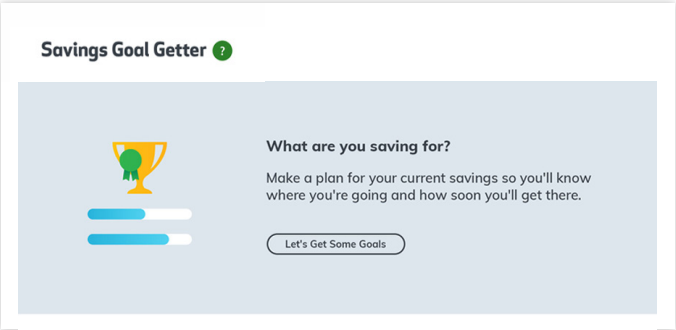 Savings Goal Getter ?
What are you saving for?
Make a plan for your current savings so you'll know
where you're going and how soon you'll get there.
Let's Get Some Goals